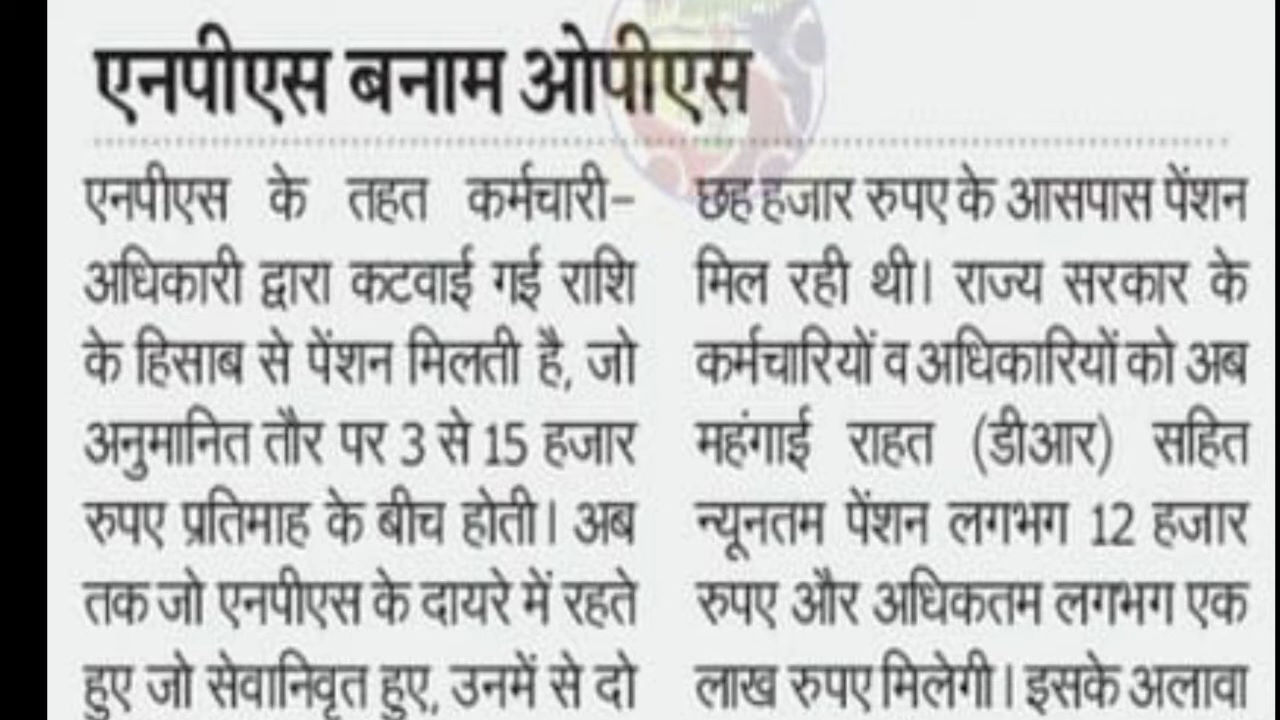 एनपीएस बनाम ओपीएस
एनपीएस के तहत कर्मचारी-
अधिकारी द्वारा कटवाई गई राशि
के हिसाब से पेंशन मिलती है, जो
अनुमानित तौर पर 3 से 15 हजार
रुपए प्रतिमाह के बीच होती। अब
तक जो एनपीएस के दायरे में रहते
हुए जो सेवानिवृत हुए, उनमें से दो
छह हजार रुपए के आसपास पेंशन
मिल रही थी। राज्य सरकार के
कर्मचारियों व अधिकारियों को अब
महंगाई राहत (डीआर) सहित
न्यूनतम पेंशन लगभग 12 हजार
रुपए और अधिकतम लगभग एक
लाख रुपए मिलेगी। इसके अलावा